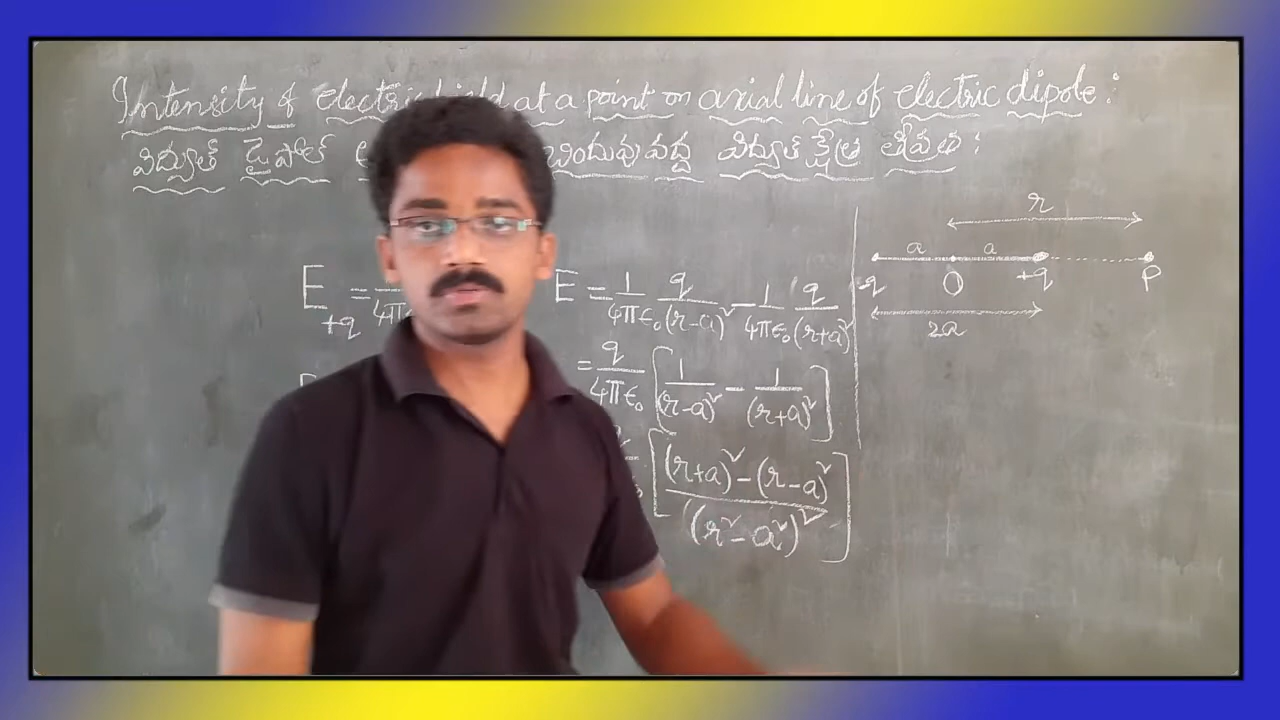 Intensity of electric field at a point on axial line of electric dipole:
విద్యుత్ డైపోల్ బిందువు వద్ద విద్యుత్ క్షేత్ర తీవ్రత:
r
a a
-q O +q P
2a
E+q = 4π
E = 1/4πϵ₀ q/(r-a)² - 1/4πϵ₀ q/(r+a)²
= q/4πϵ₀ [1/(r-a)² - 1/(r+a)²]
[(r+a)² - (r-a)²/((r² - a²)²]